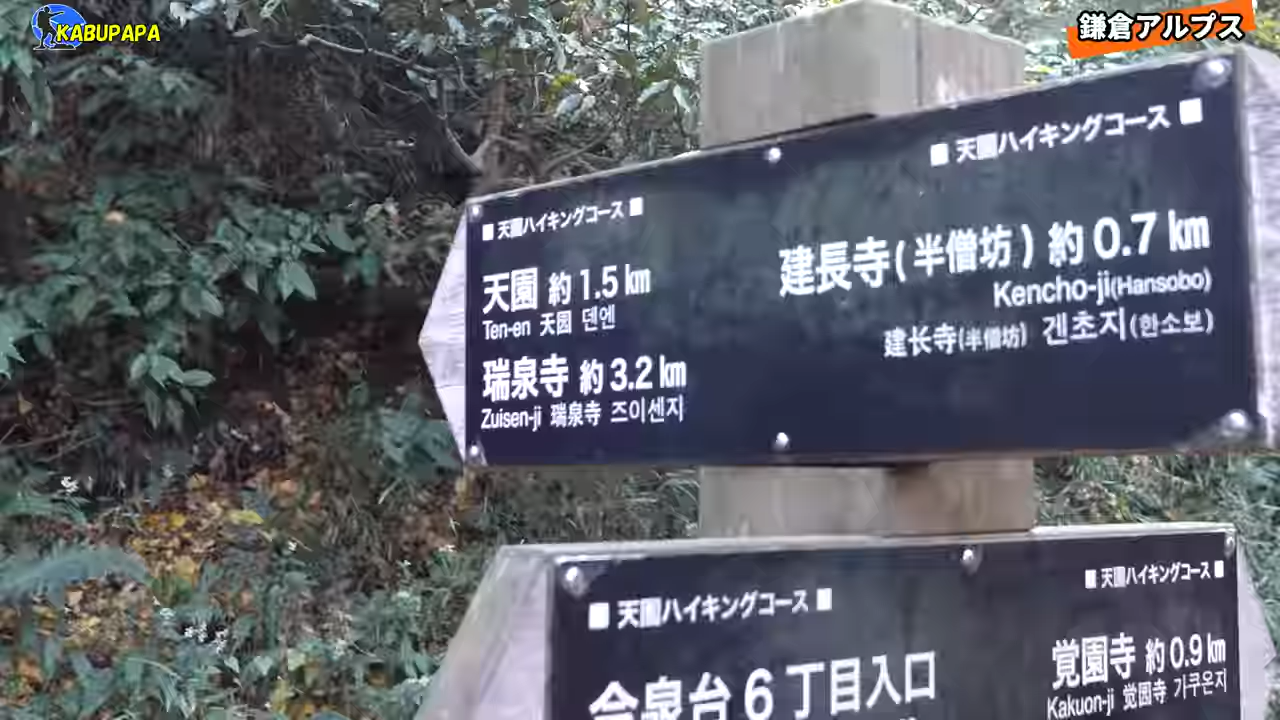 KABUPAPA
鎌倉アルプス
■ 天園ハイキングコース ■
天園 約 1.5 km
Ten-en 天园 덴엔
瑞泉寺 約 3.2 km
Zuisen-ji 瑞泉寺 즈이센지
■ 天園ハイキングコース ■
建長寺(半僧坊) 約 0.7 km
Kencho-ji(Hansobo)
建长寺(半僧坊) 겐초지(한소보)
■ 天園ハイキングコース ■
今泉台 6 丁目入口
■ 天園ハイキングコース ■
覚園寺 約 0.9 km
Kakuon-ji 觉园寺 가쿠온지